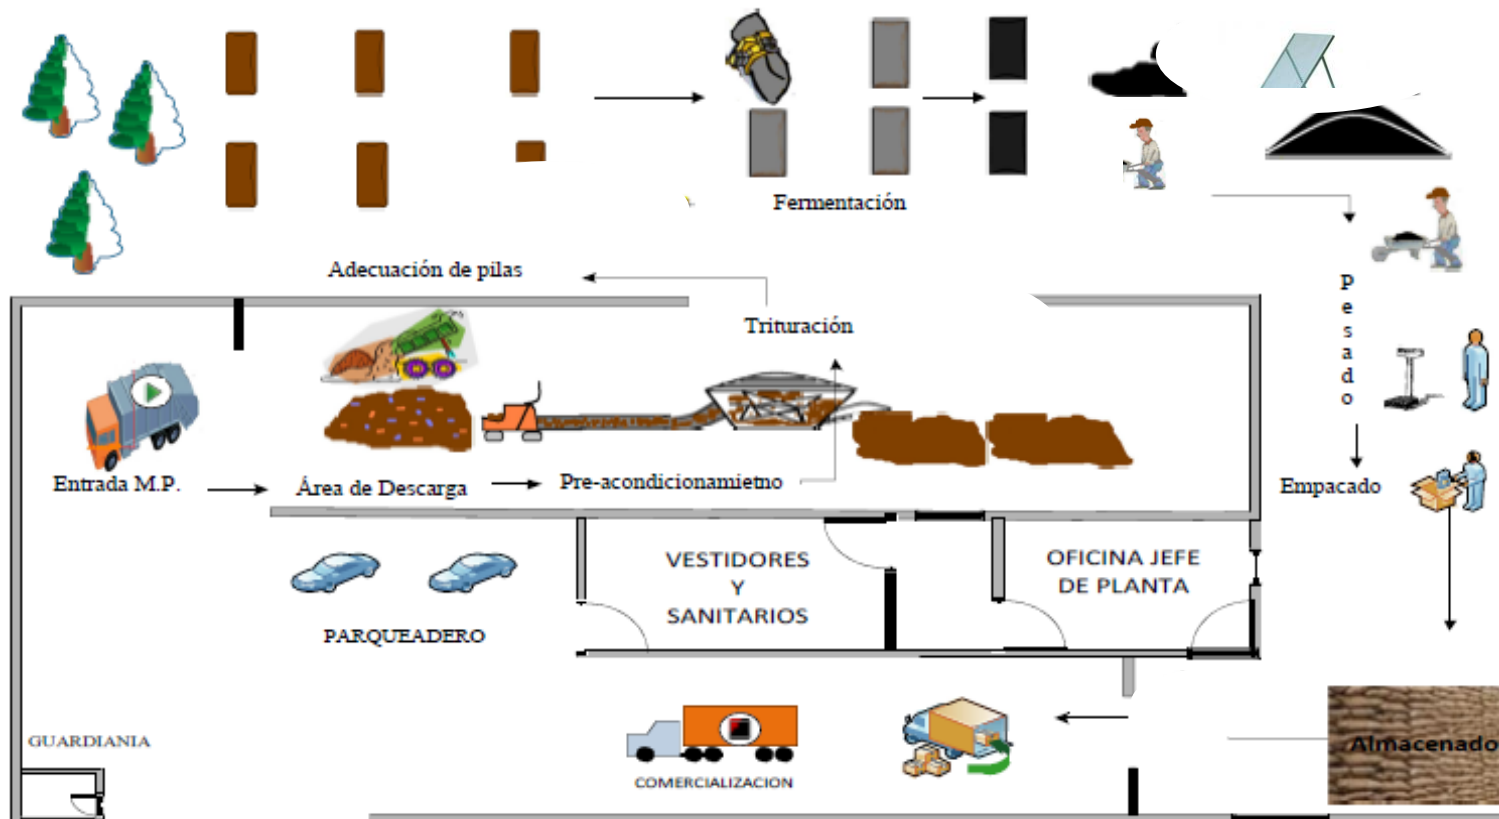 Fermentación
Adecuación de pilas
Trituración
Pesado
Entrada M.P.
Área de Descarga
Pre-acondicionamietno
Empacado
VESTIDORES
Y
SANITARIOS
OFICINA JEFE
DE PLANTA
PARQUEADERO
GUARDIANIA
COMERCIALIZACION
Almacenado